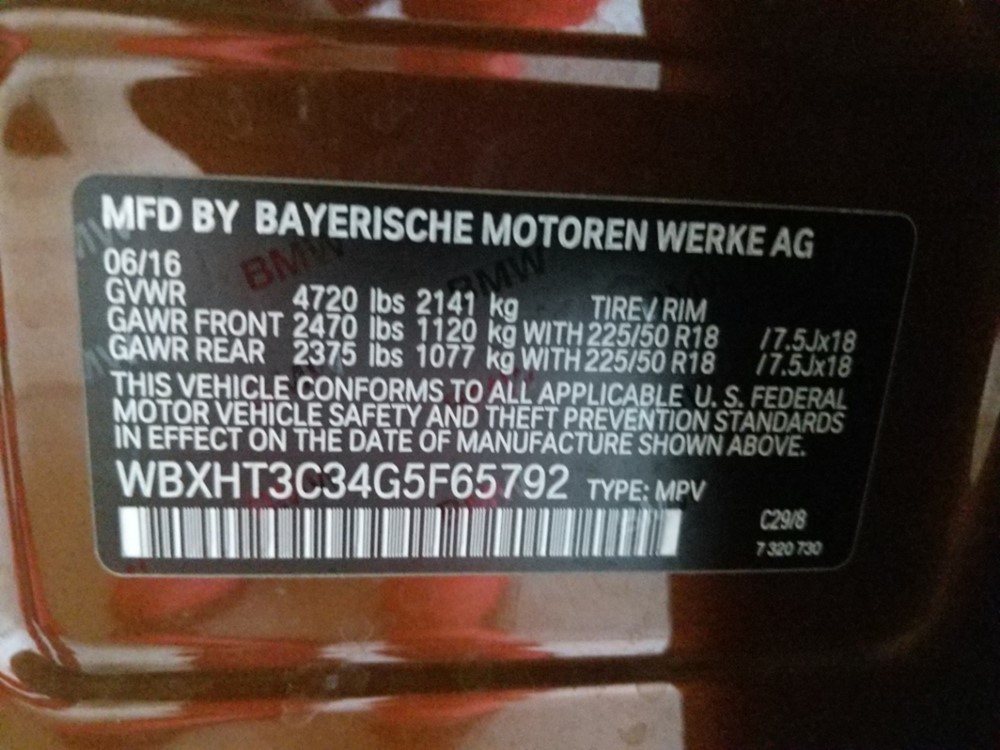 MFD BY BAYERISCHE MOTOREN WERKE AG
06/16
GVWR 4720 lbs 2141 kg TIRE/ RIM
GAWR FRONT 2470 lbs 1120 kg WITH 225/50 R18 /7.5Jx18
GAWR REAR 2375 lbs 1077 kg WITH 225/50 R18 /7.5Jx18
THIS VEHICLE CONFORMS TO ALL APPLICABLE U. S. FEDERAL
MOTOR VEHICLE SAFETY AND THEFT PREVENTION STANDARDS
IN EFFECT ON THE DATE OF MANUFACTURE SHOWN ABOVE.
WBXHT3C34G5F65792 TYPE: MPV
C29/8
7 320 730
BMW
BMW